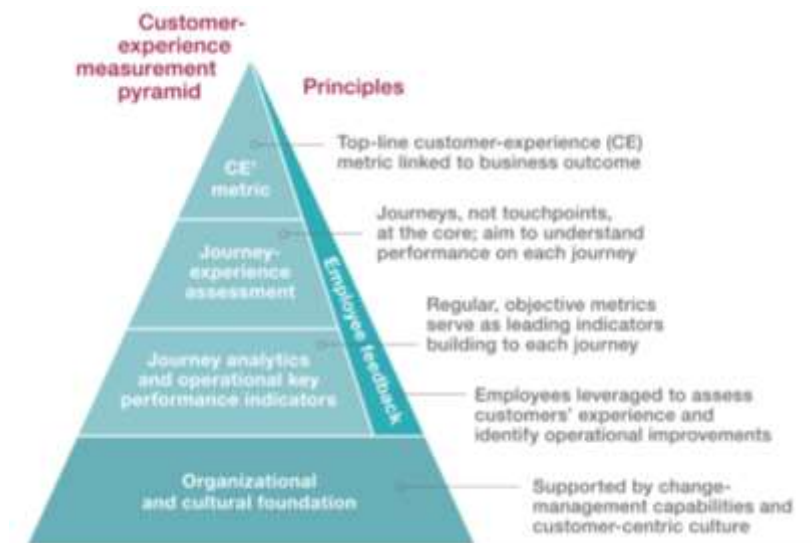 Customer-
experience
measurement
pyramid
Principles
CE'
metric
Top-line customer-experience (CE)
metric linked to business outcome
Journey-
experience
assessment
Journeys, not touchpoints,
at the core; aim to understand
performance on each journey
Journey analytics
and operational key
performance indicators
Regular, objective metrics
serve as leading indicators
building to each journey
Employee feedback
Employees leveraged to assess
customers' experience and
identify operational improvements
Organizational
and cultural foundation
Supported by change-
management capabilities and
customer-centric culture